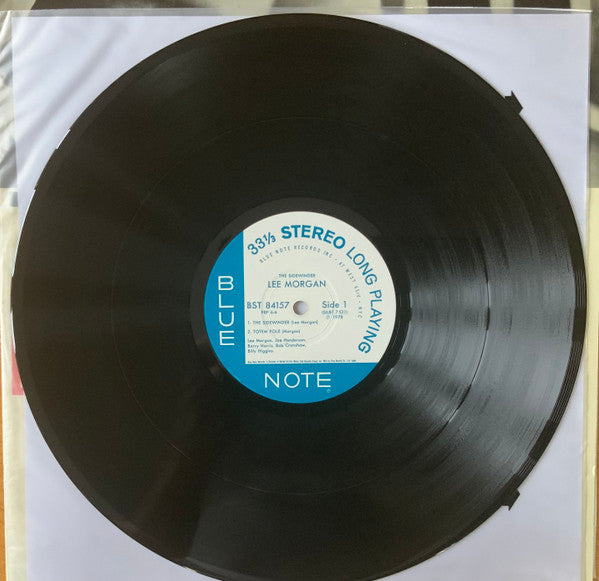 33⅓ STEREO LONG PLAYING
BLUE NOTE RECORDS INC · 47 WEST 61st · NYC
THE SIDEWINDER
LEE MORGAN
BST 84157
Side 1
℗ 1978
1. THE SIDEWINDER (Lee Morgan)
2. TOTEM POLE (Morgan)
Lee Morgan, Joe Henderson,
Barry Harris, Bob Cranshaw,
Billy Higgins.
BLUE
NOTE